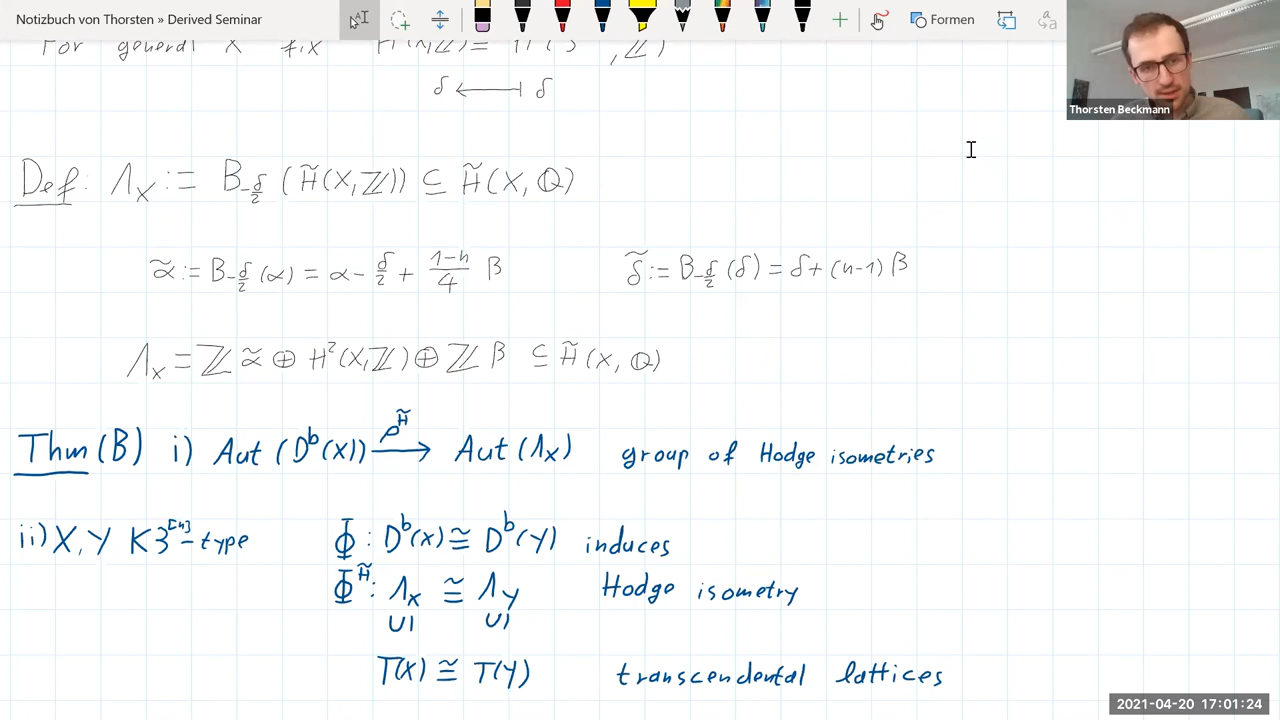 Notizbuch von Thorsten » Derived Seminar
Formen
Thorsten Beckmann
For general X fix
δ ⟵ δ
Def: Λ_X := B_{-δ/2} (H̃(X,ℤ)) ⊆ H̃(X,ℚ)
α̃ := B_{-δ/2}(α) = α - δ/2 + (1-n)/4 β    δ̃ := B_{-δ/2}(δ) = δ + (n-1) β
Λ_X = ℤ α̃ ⊕ H²(X,ℤ) ⊕ ℤ β ⊆ H̃(X,ℚ)
Thm (B) i) Aut (D^b(X)) ⟶^{ρ^H̃} Aut (Λ_X) group of Hodge isometries
ii) X, Y K3^[n]-type Φ : D^b(X) ≅ D^b(Y) induces
Φ^H̃ : Λ_X ≅ Λ_Y Hodge isometry
∪| ∪|
T(X) ≅ T(Y) transcendental lattices
2021-04-20 17:01:24